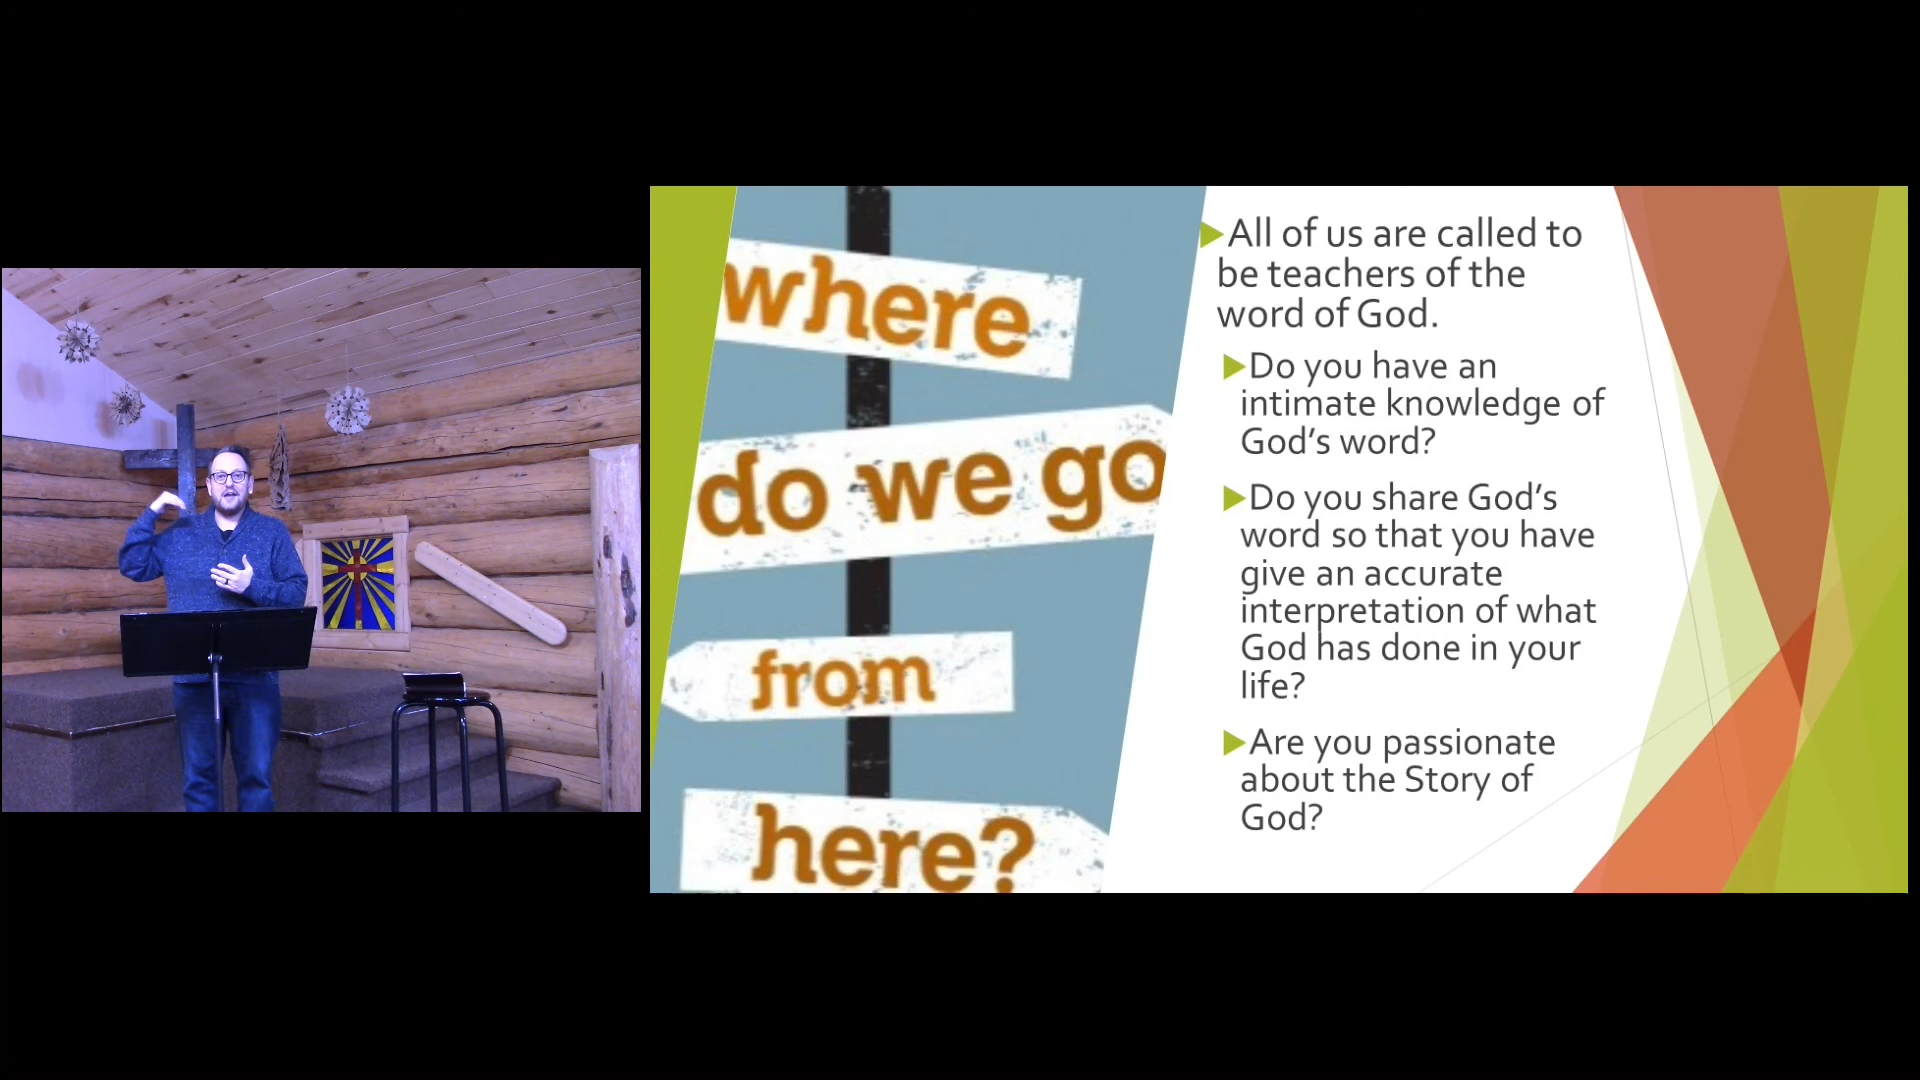 where
do we go
from
here?
All of us are called to
be teachers of the
word of God.
Do you have an
intimate knowledge of
God's word?
Do you share God's
word so that you have
give an accurate
interpretation of what
God has done in your
life?
Are you passionate
about the Story of
God?